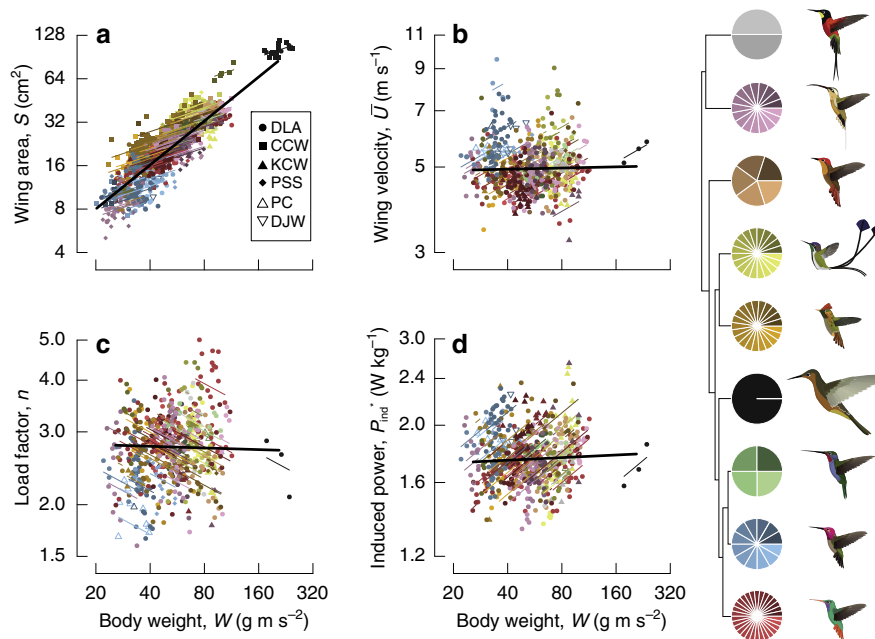 a
128
64
32
16
8
4
Wing area, S (cm²)
DLA
CCW
KCW
PSS
PC
DJW
b
11
9
7
5
3
Wing velocity, U̅ (m s⁻¹)
c
5.0
4.0
3.0
2.0
1.5
Load factor, n
20 40 80 160 320
Body weight, W (g m s⁻²)
d
3.0
2.4
2.0
1.6
1.2
Induced power, P*ind (W kg⁻¹)
20 40 80 160 320
Body weight, W (g m s⁻²)